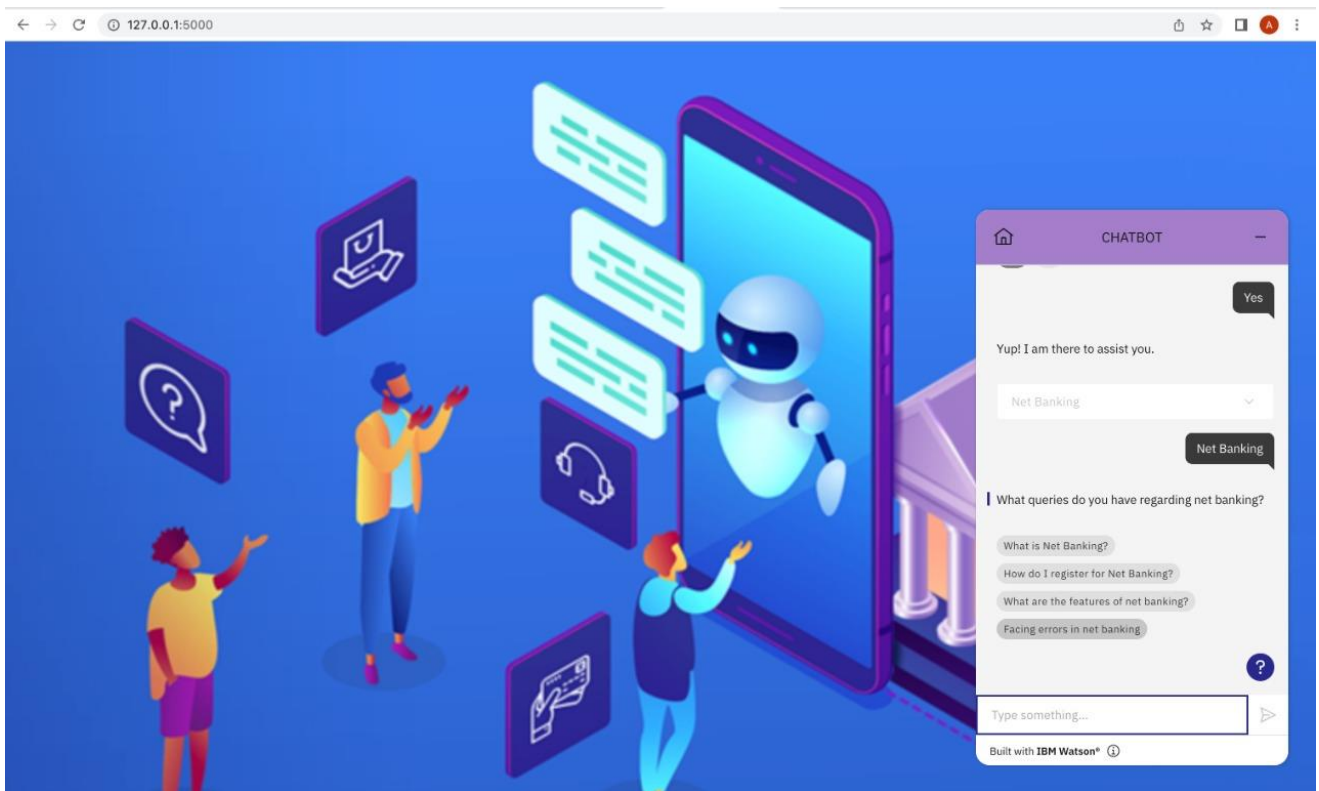 127.0.0.1:5000
A
CHATBOT
Yes
Yup! I am there to assist you.
Net Banking
Net Banking
What queries do you have regarding net banking?
What is Net Banking?
How do I register for Net Banking?
What are the features of net banking?
Facing errors in net banking
?
?
Type something...
Built with IBM Watson®